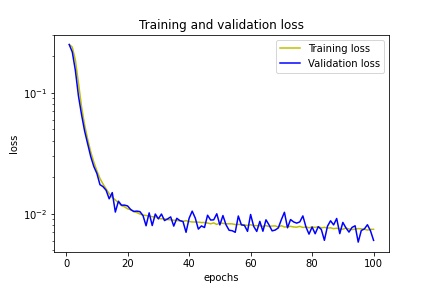 Training and validation loss
Training loss
Validation loss
10⁻¹
10⁻²
loss
0 20 40 60 80 100
epochs